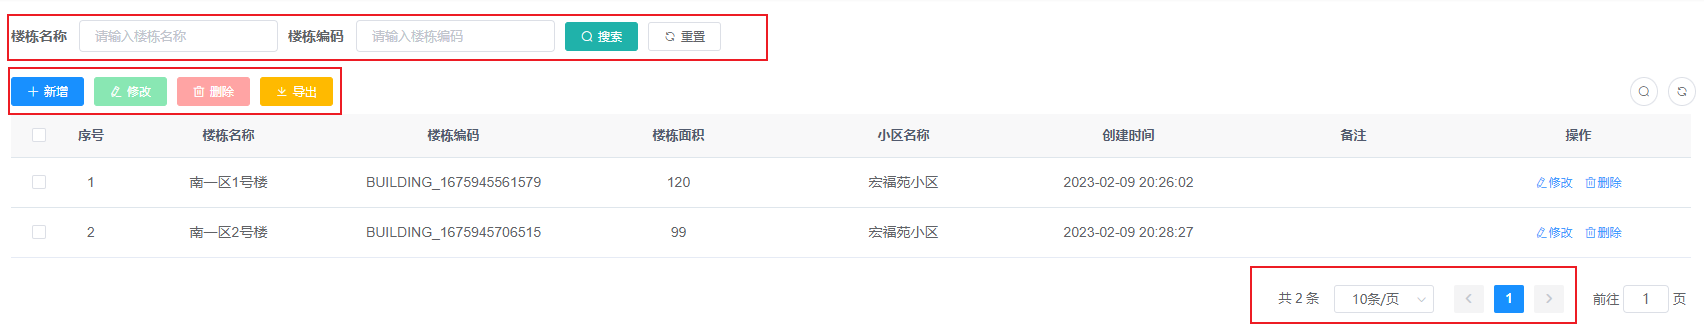 楼栋名称 请输入楼栋名称 楼栋编码 请输入楼栋编码 搜索 重置
新增 修改 删除 导出
序号 楼栋名称 楼栋编码 楼栋面积 小区名称 创建时间 备注 操作
1 南一区1号楼 BUILDING_1675945561579 120 宏福苑小区 2023-02-09 20:26:02 修改 删除
2 南一区2号楼 BUILDING_1675945706515 99 宏福苑小区 2023-02-09 20:28:27 修改 删除
共 2 条 10条/页 1 前往 1 页